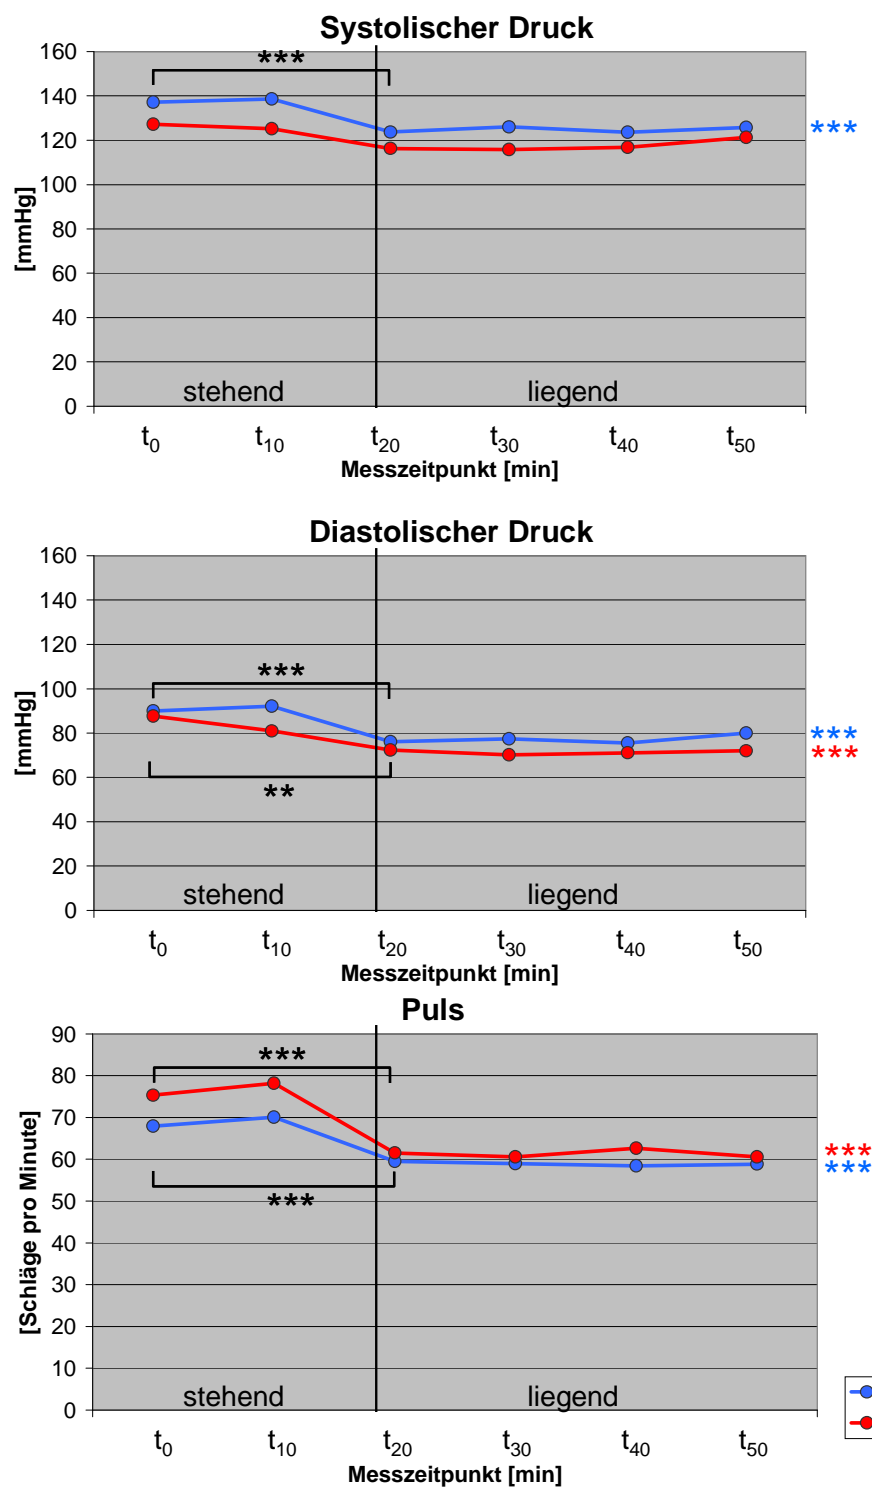 Systolischer Druck
160
140
120
100
80
60
40
20
0
[mmHg]
***
***
stehend
liegend
t0
t10
t20
t30
t40
t50
Messzeitpunkt [min]
Diastolischer Druck
160
140
120
100
80
60
40
20
0
[mmHg]
***
**
***
***
stehend
liegend
t0
t10
t20
t30
t40
t50
Messzeitpunkt [min]
Puls
90
80
70
60
50
40
30
20
10
0
[Schläge pro Minute]
***
***
***
***
stehend
liegend
t0
t10
t20
t30
t40
t50
Messzeitpunkt [min]